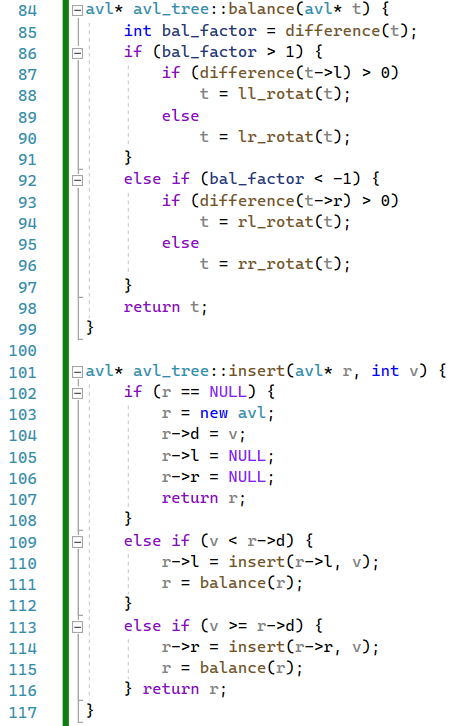 84 avl* avl_tree::balance(avl* t) {
85     int bal_factor = difference(t);
86     if (bal_factor > 1) {
87         if (difference(t->l) > 0)
88             t = ll_rotat(t);
89         else
90             t = lr_rotat(t);
91     }
92     else if (bal_factor < -1) {
93         if (difference(t->r) > 0)
94             t = rl_rotat(t);
95         else
96             t = rr_rotat(t);
97     }
98     return t;
99 }
100
101 avl* avl_tree::insert(avl* r, int v) {
102     if (r == NULL) {
103         r = new avl;
104         r->d = v;
105         r->l = NULL;
106         r->r = NULL;
107         return r;
108     }
109     else if (v < r->d) {
110         r->l = insert(r->l, v);
111         r = balance(r);
112     }
113     else if (v >= r->d) {
114         r->r = insert(r->r, v);
115         r = balance(r);
116     } return r;
117 }